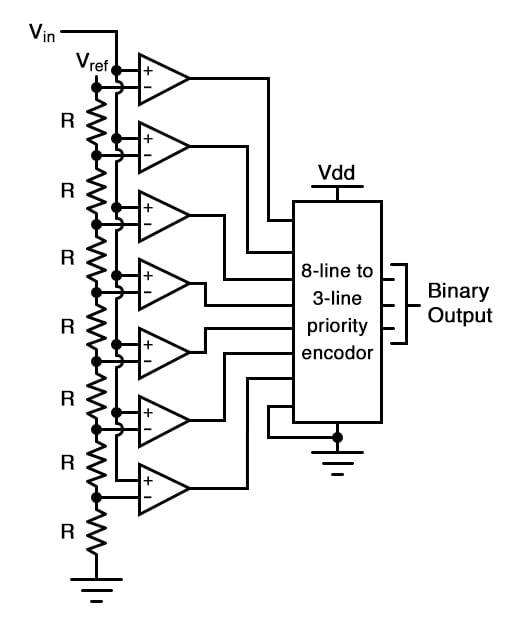 Vin
Vref
R
R
R
R
R
R
R
+
−
+
−
+
−
+
−
+
−
+
−
+
−
Vdd
8-line to
3-line
priority
encodor
Binary
Output